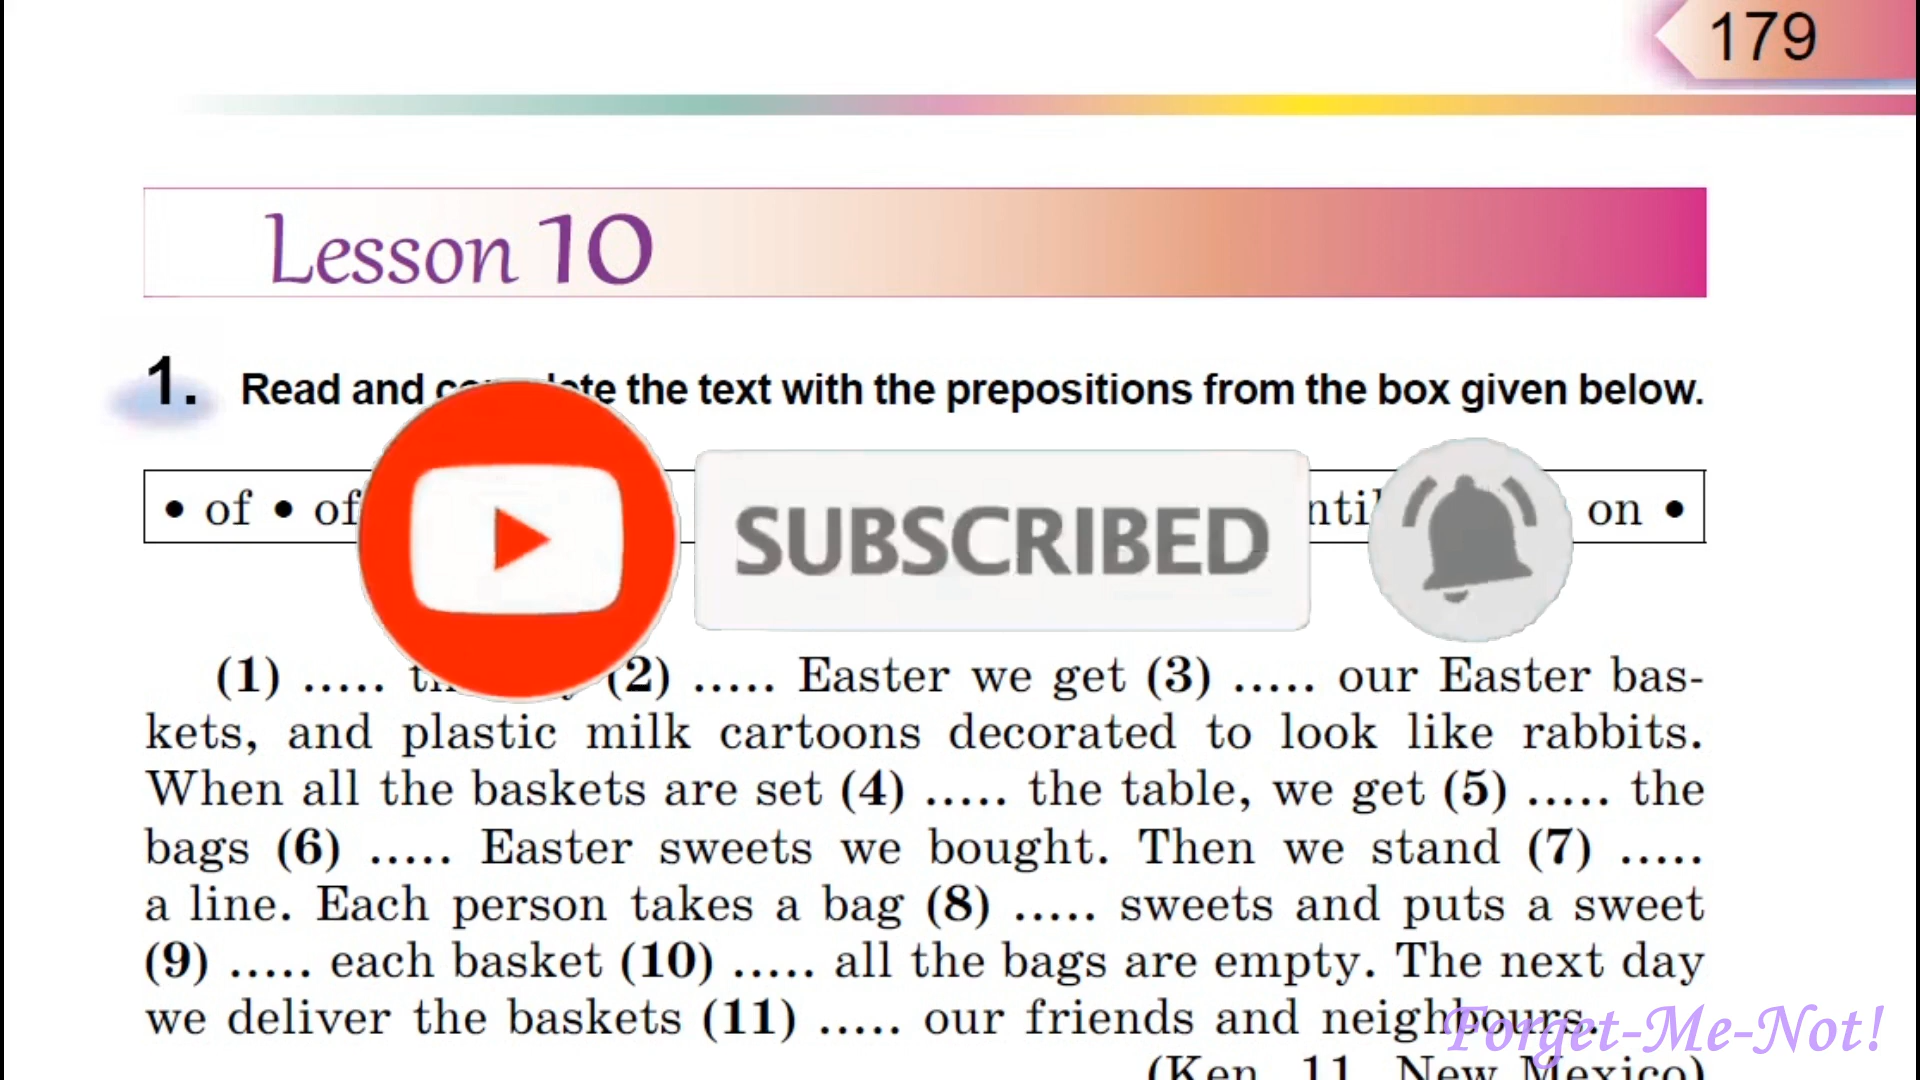 179
Lesson 10
1. Read and the text with the prepositions from the box given below.
• of • of on •
SUBSCRIBED
(1) ..... (2) ..... Easter we get (3) ..... our Easter bas-
kets, and plastic milk cartoons decorated to look like rabbits.
When all the baskets are set (4) ..... the table, we get (5) ..... the
bags (6) ..... Easter sweets we bought. Then we stand (7) .....
a line. Each person takes a bag (8) ..... sweets and puts a sweet
(9) ..... each basket (10) ..... all the bags are empty. The next day
we deliver the baskets (11) ..... our friends and neighbours.
Forget-Me-Not!
(Ken, 11, New Mexico)